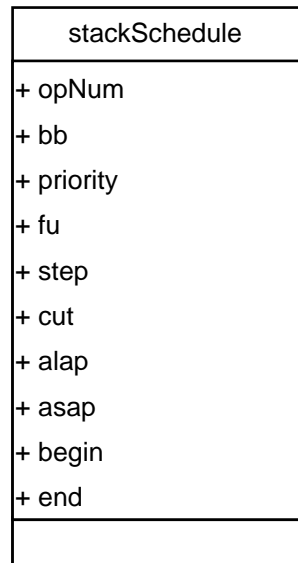 stackSchedule
+ opNum
+ bb
+ priority
+ fu
+ step
+ cut
+ alap
+ asap
+ begin
+ end